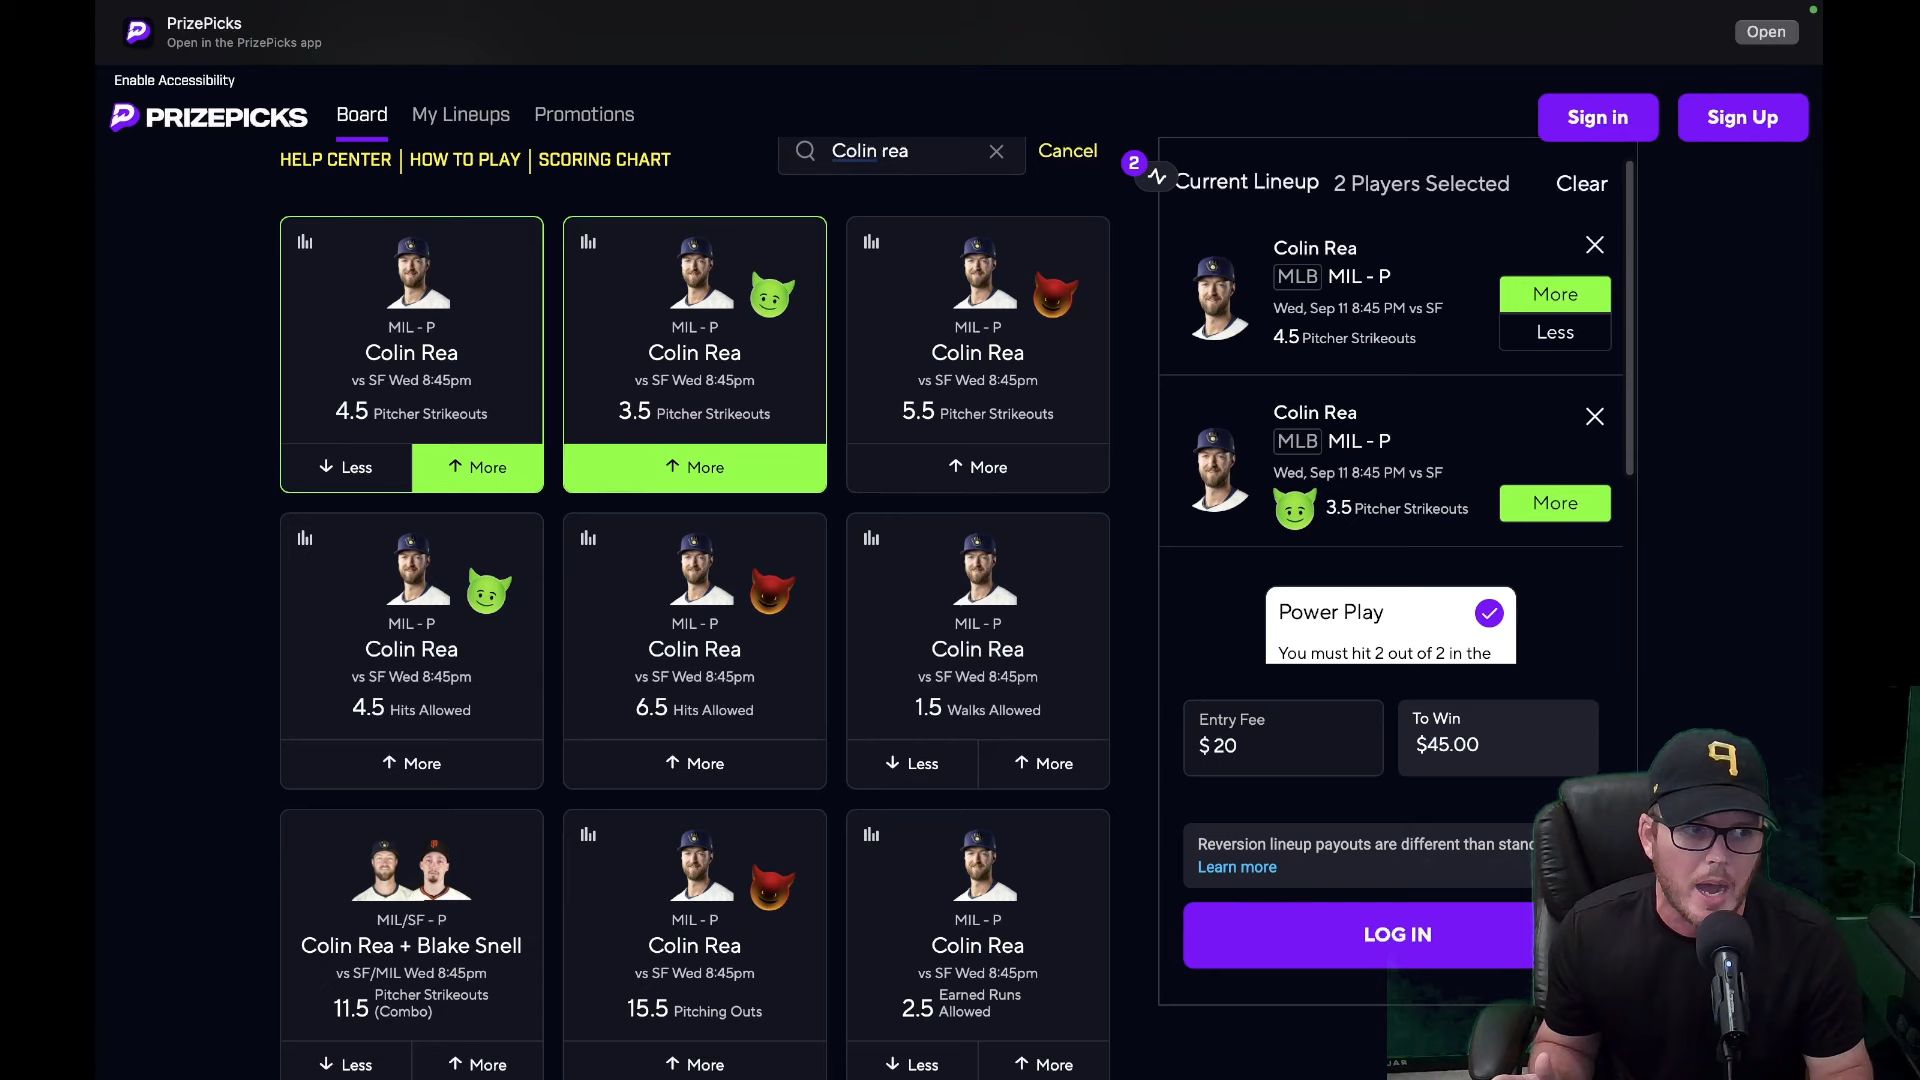 PrizePicks
Open in the PrizePicks app
Open
Enable Accessibility
PRIZEPICKS
Board
My Lineups
Promotions
Sign in
Sign Up
HELP CENTER
HOW TO PLAY
SCORING CHART
Colin rea
Cancel
2
Current Lineup
2 Players Selected
Clear
MIL - P
Colin Rea
vs SF Wed 8:45pm
4.5 Pitcher Strikeouts
Less
More
MIL - P
Colin Rea
vs SF Wed 8:45pm
3.5 Pitcher Strikeouts
More
MIL - P
Colin Rea
vs SF Wed 8:45pm
5.5 Pitcher Strikeouts
More
MIL - P
Colin Rea
vs SF Wed 8:45pm
4.5 Hits Allowed
More
MIL - P
Colin Rea
vs SF Wed 8:45pm
6.5 Hits Allowed
More
MIL - P
Colin Rea
vs SF Wed 8:45pm
1.5 Walks Allowed
Less
More
MIL/SF - P
Colin Rea + Blake Snell
vs SF/MIL Wed 8:45pm
11.5 Pitcher Strikeouts
(Combo)
Less
More
MIL - P
Colin Rea
vs SF Wed 8:45pm
15.5 Pitching Outs
More
MIL - P
Colin Rea
vs SF Wed 8:45pm
2.5 Earned Runs
Allowed
Less
More
Colin Rea
MLB MIL - P
Wed, Sep 11 8:45 PM vs SF
4.5 Pitcher Strikeouts
More
Less
Colin Rea
MLB MIL - P
Wed, Sep 11 8:45 PM vs SF
3.5 Pitcher Strikeouts
More
Power Play
You must hit 2 out of 2 in the
Entry Fee
$ 20
To Win
$45.00
Reversion lineup payouts are different than stand
Learn more
LOG IN
P